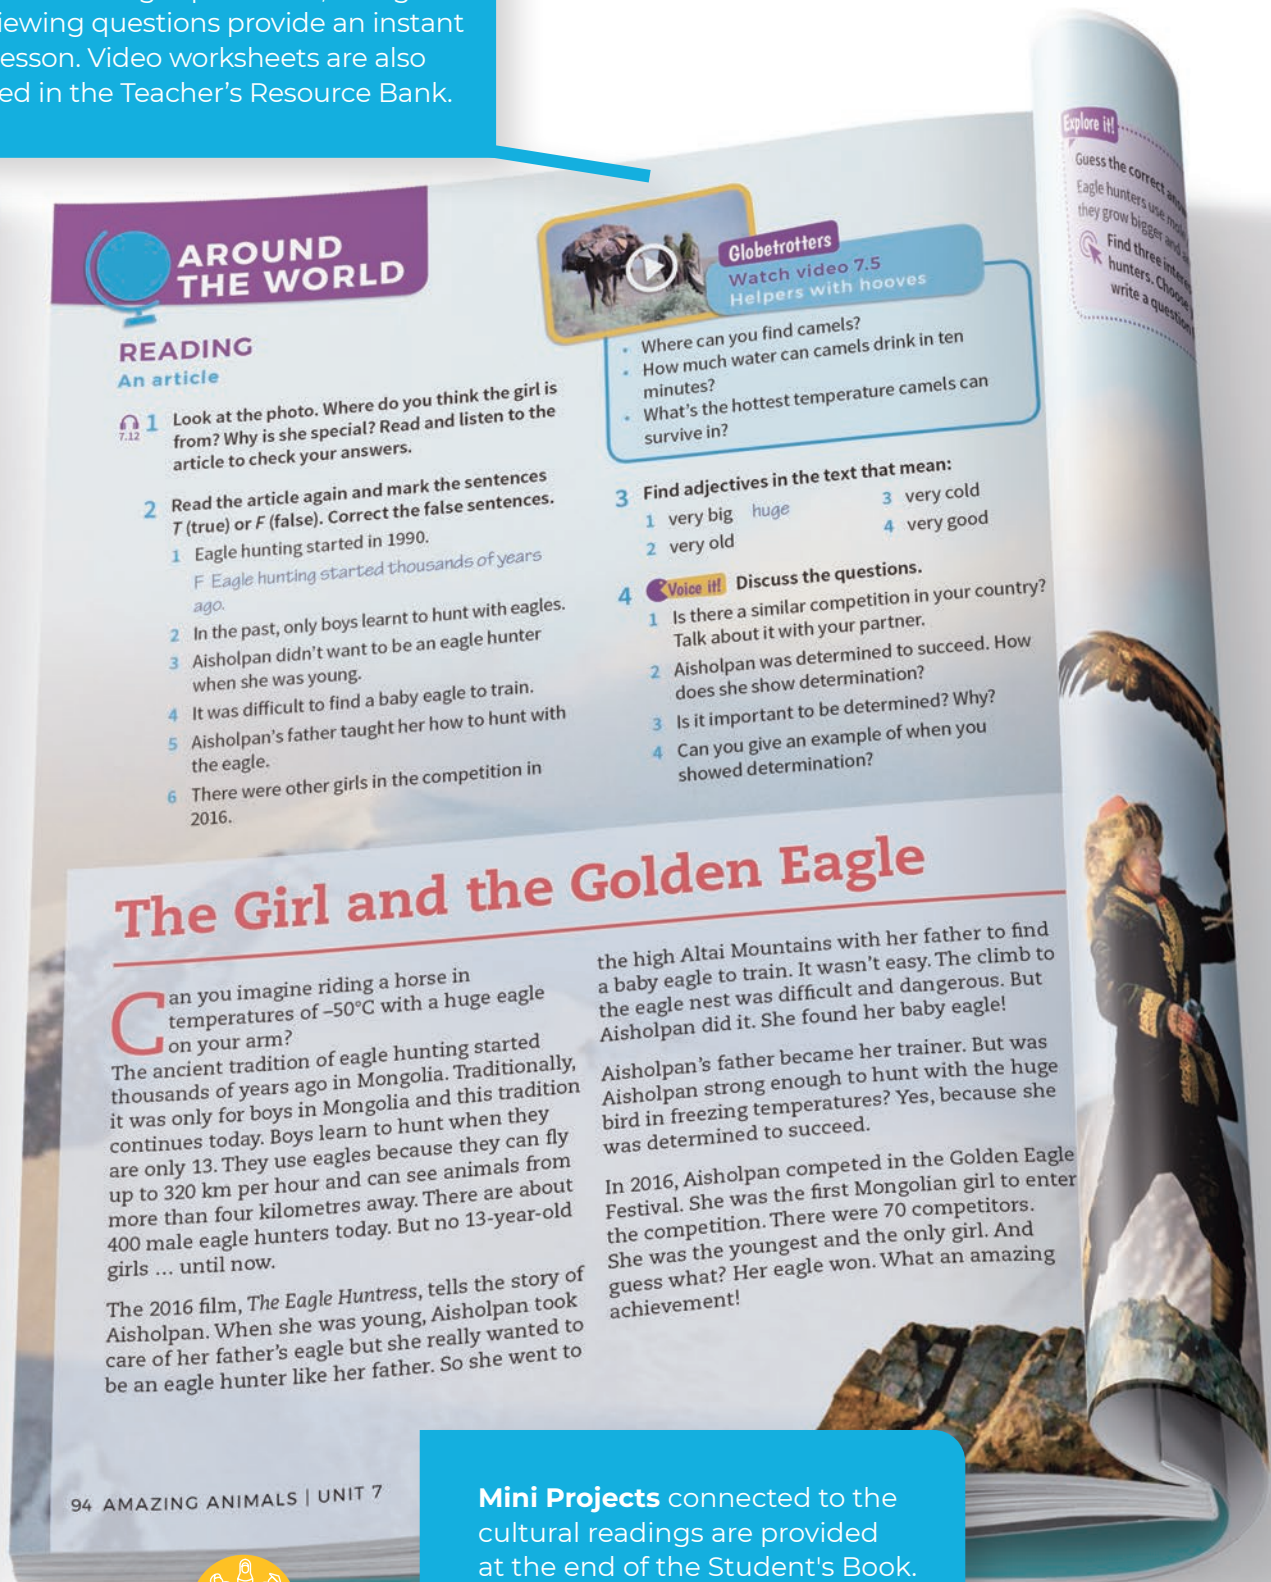 iewing questions provide an instant
esson. Video worksheets are also
ed in the Teacher's Resource Bank.
AROUND
THE WORLD
READING
An article
7.12
1 Look at the photo. Where do you think the girl is
from? Why is she special? Read and listen to the
article to check your answers.
2 Read the article again and mark the sentences
T (true) or F (false). Correct the false sentences.
1 Eagle hunting started in 1990.
F Eagle hunting started thousands of years
ago.
2 In the past, only boys learnt to hunt with eagles.
3 Aisholpan didn't want to be an eagle hunter
when she was young.
4 It was difficult to find a baby eagle to train.
5 Aisholpan's father taught her how to hunt with
the eagle.
6 There were other girls in the competition in
2016.
Globetrotters
Watch video 7.5
Helpers with hooves
• Where can you find camels?
• How much water can camels drink in ten
minutes?
• What's the hottest temperature camels can
survive in?
3 Find adjectives in the text that mean:
1 very big huge
2 very old
3 very cold
4 very good
4 Voice it! Discuss the questions.
1 Is there a similar competition in your country?
Talk about it with your partner.
2 Aisholpan was determined to succeed. How
does she show determination?
3 Is it important to be determined? Why?
4 Can you give an example of when you
showed determination?
Explore it!
Guess the correct
Eagle hunters use
they grow bigger and
Find three
hunters. Choose
write a question
The Girl and the Golden Eagle
Can you imagine riding a horse in
temperatures of –50°C with a huge eagle
on your arm?
The ancient tradition of eagle hunting started
thousands of years ago in Mongolia. Traditionally,
it was only for boys in Mongolia and this tradition
continues today. Boys learn to hunt when they
are only 13. They use eagles because they can fly
up to 320 km per hour and can see animals from
more than four kilometres away. There are about
400 male eagle hunters today. But no 13-year-old
girls ... until now.
The 2016 film, The Eagle Huntress, tells the story of
Aisholpan. When she was young, Aisholpan took
care of her father's eagle but she really wanted to
be an eagle hunter like her father. So she went to
the high Altai Mountains with her father to find
a baby eagle to train. It wasn't easy. The climb to
the eagle nest was difficult and dangerous. But
Aisholpan did it. She found her baby eagle!
Aisholpan's father became her trainer. But was
Aisholpan strong enough to hunt with the huge
bird in freezing temperatures? Yes, because she
was determined to succeed.
In 2016, Aisholpan competed in the Golden Eagle
Festival. She was the first Mongolian girl to enter
the competition. There were 70 competitors.
She was the youngest and the only girl. And
guess what? Her eagle won. What an amazing
achievement!
94 AMAZING ANIMALS | UNIT 7
Mini Projects connected to the
cultural readings are provided
at the end of the Student's Book.